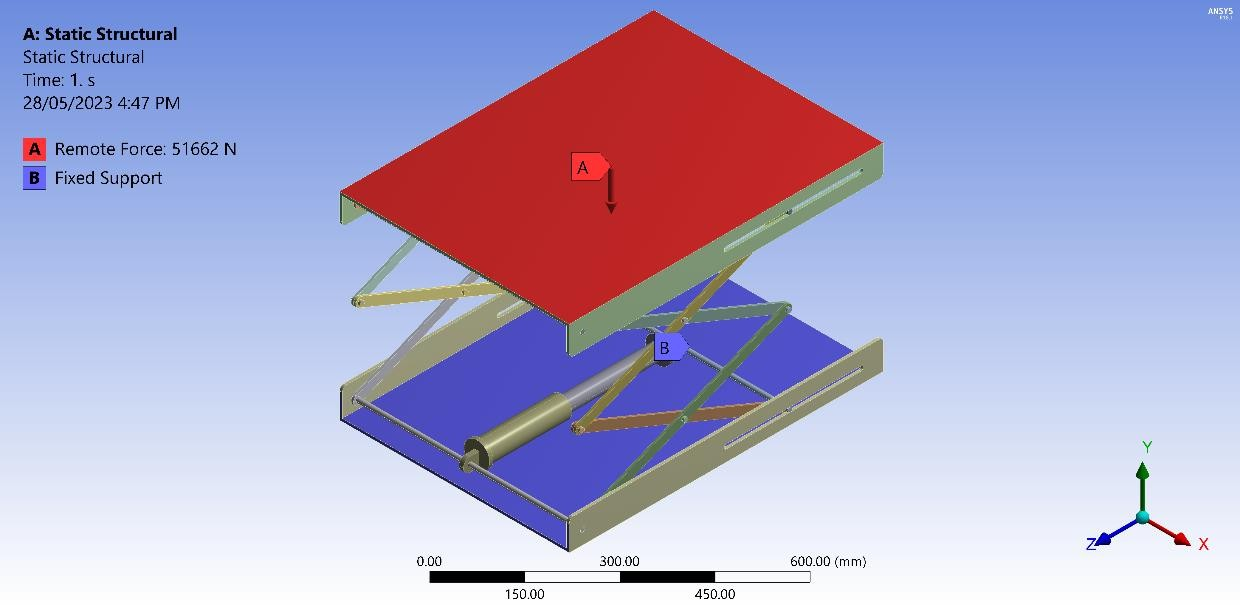 ANSYS
A: Static Structural
Static Structural
Time: 1. s
28/05/2023 4:47 PM
A Remote Force: 51662 N
B Fixed Support
A
B
Y
Z
X
0.00 300.00 600.00 (mm)
150.00 450.00